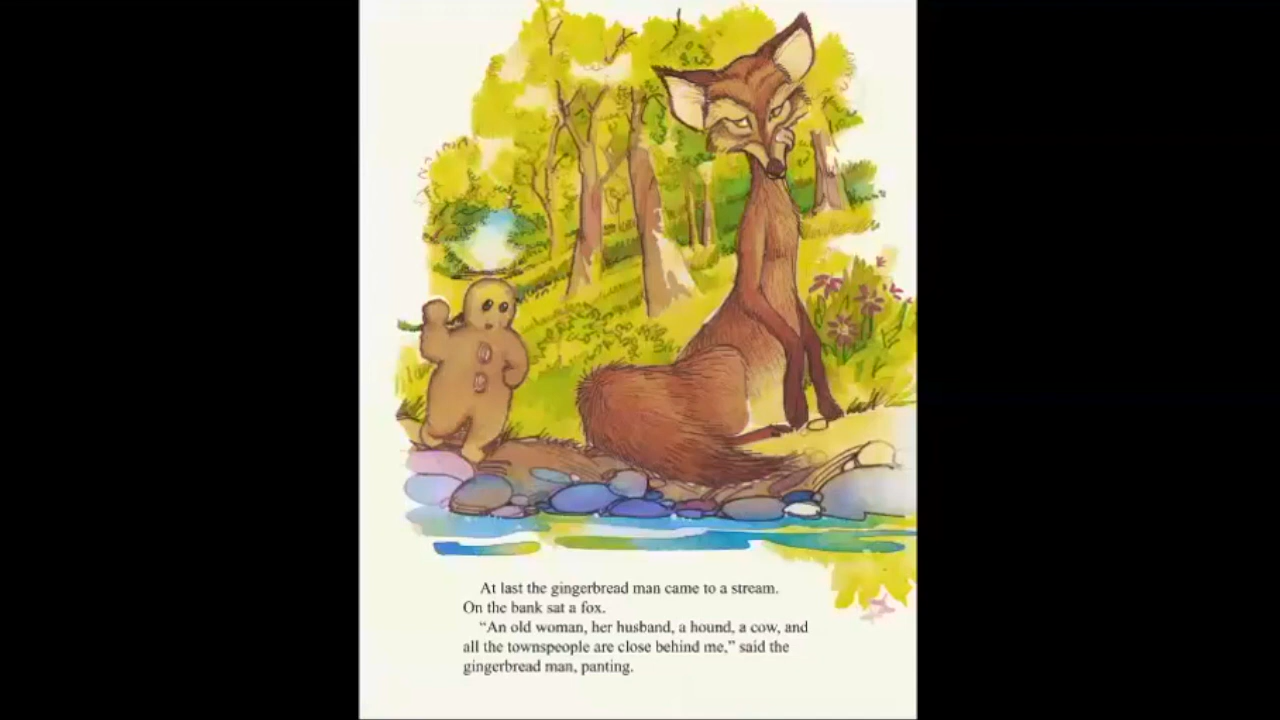 At last the gingerbread man came to a stream.
On the bank sat a fox.
“An old woman, her husband, a hound, a cow, and
all the townspeople are close behind me,” said the
gingerbread man, panting.